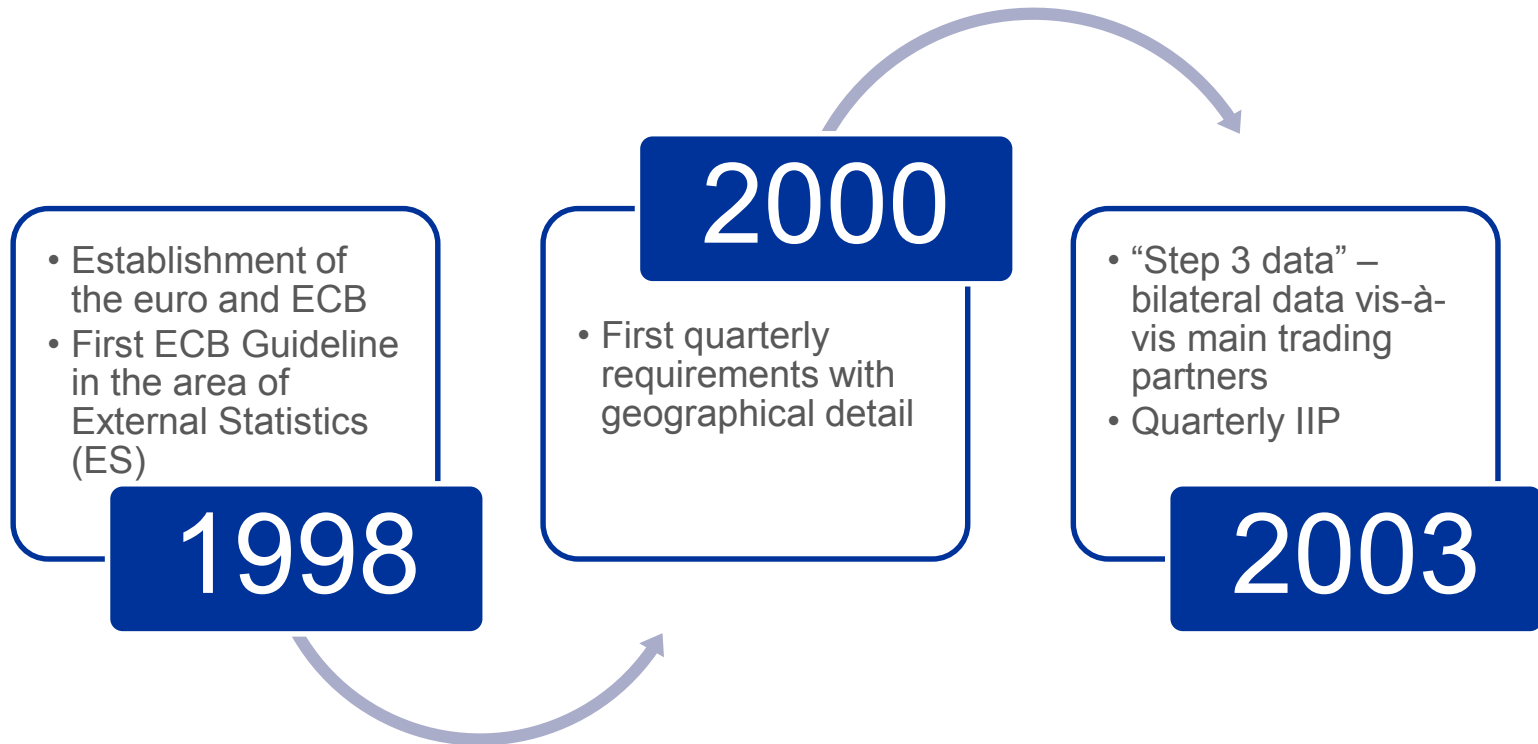 • Establishment of
the euro and ECB
• First ECB Guideline
in the area of
External Statistics
(ES)
1998
2000
• First quarterly
requirements with
geographical detail
• “Step 3 data” –
bilateral data vis-à-
vis main trading
partners
• Quarterly IIP
2003